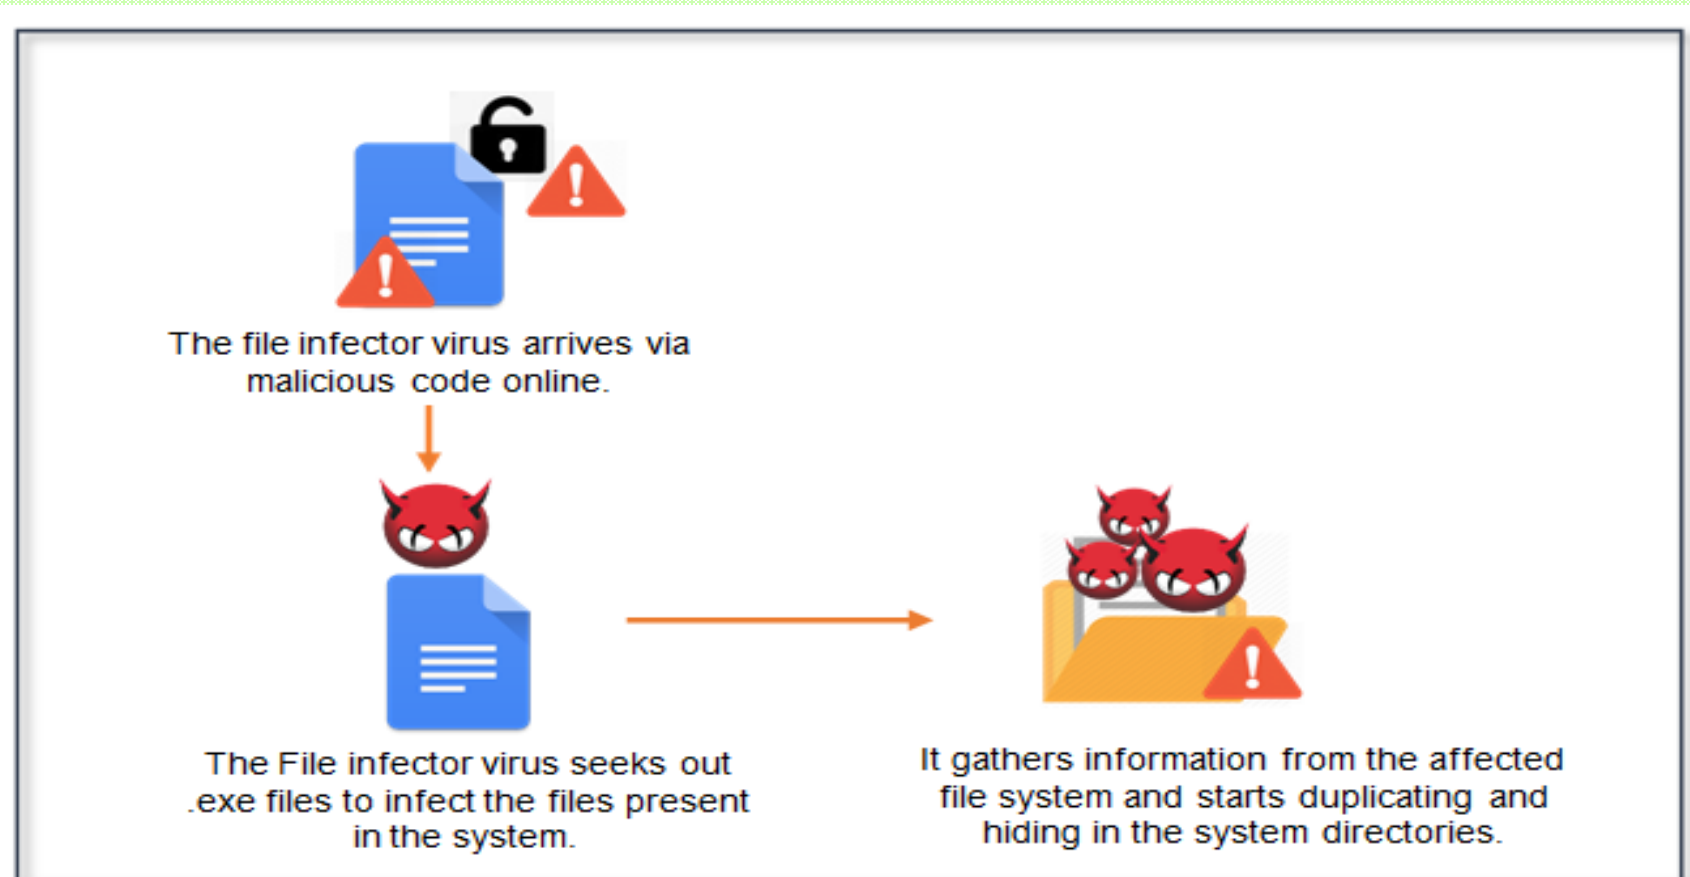 The file infector virus arrives via
malicious code online.
The File infector virus seeks out
.exe files to infect the files present
in the system.
It gathers information from the affected
file system and starts duplicating and
hiding in the system directories.